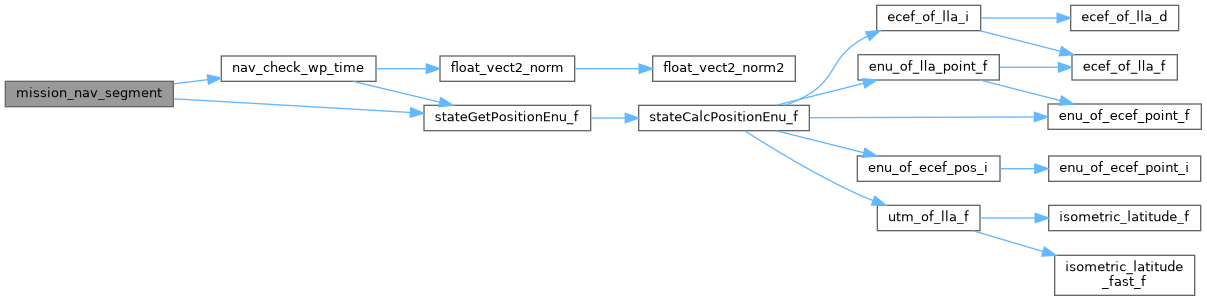 mission_nav_segment
nav_check_wp_time
float_vect2_norm
float_vect2_norm2
stateGetPositionEnu_f
stateCalcPositionEnu_f
ecef_of_lla_i
ecef_of_lla_d
enu_of_lla_point_f
ecef_of_lla_f
enu_of_ecef_point_f
enu_of_ecef_pos_i
enu_of_ecef_point_i
utm_of_lla_f
isometric_latitude_f
isometric_latitude
_fast_f